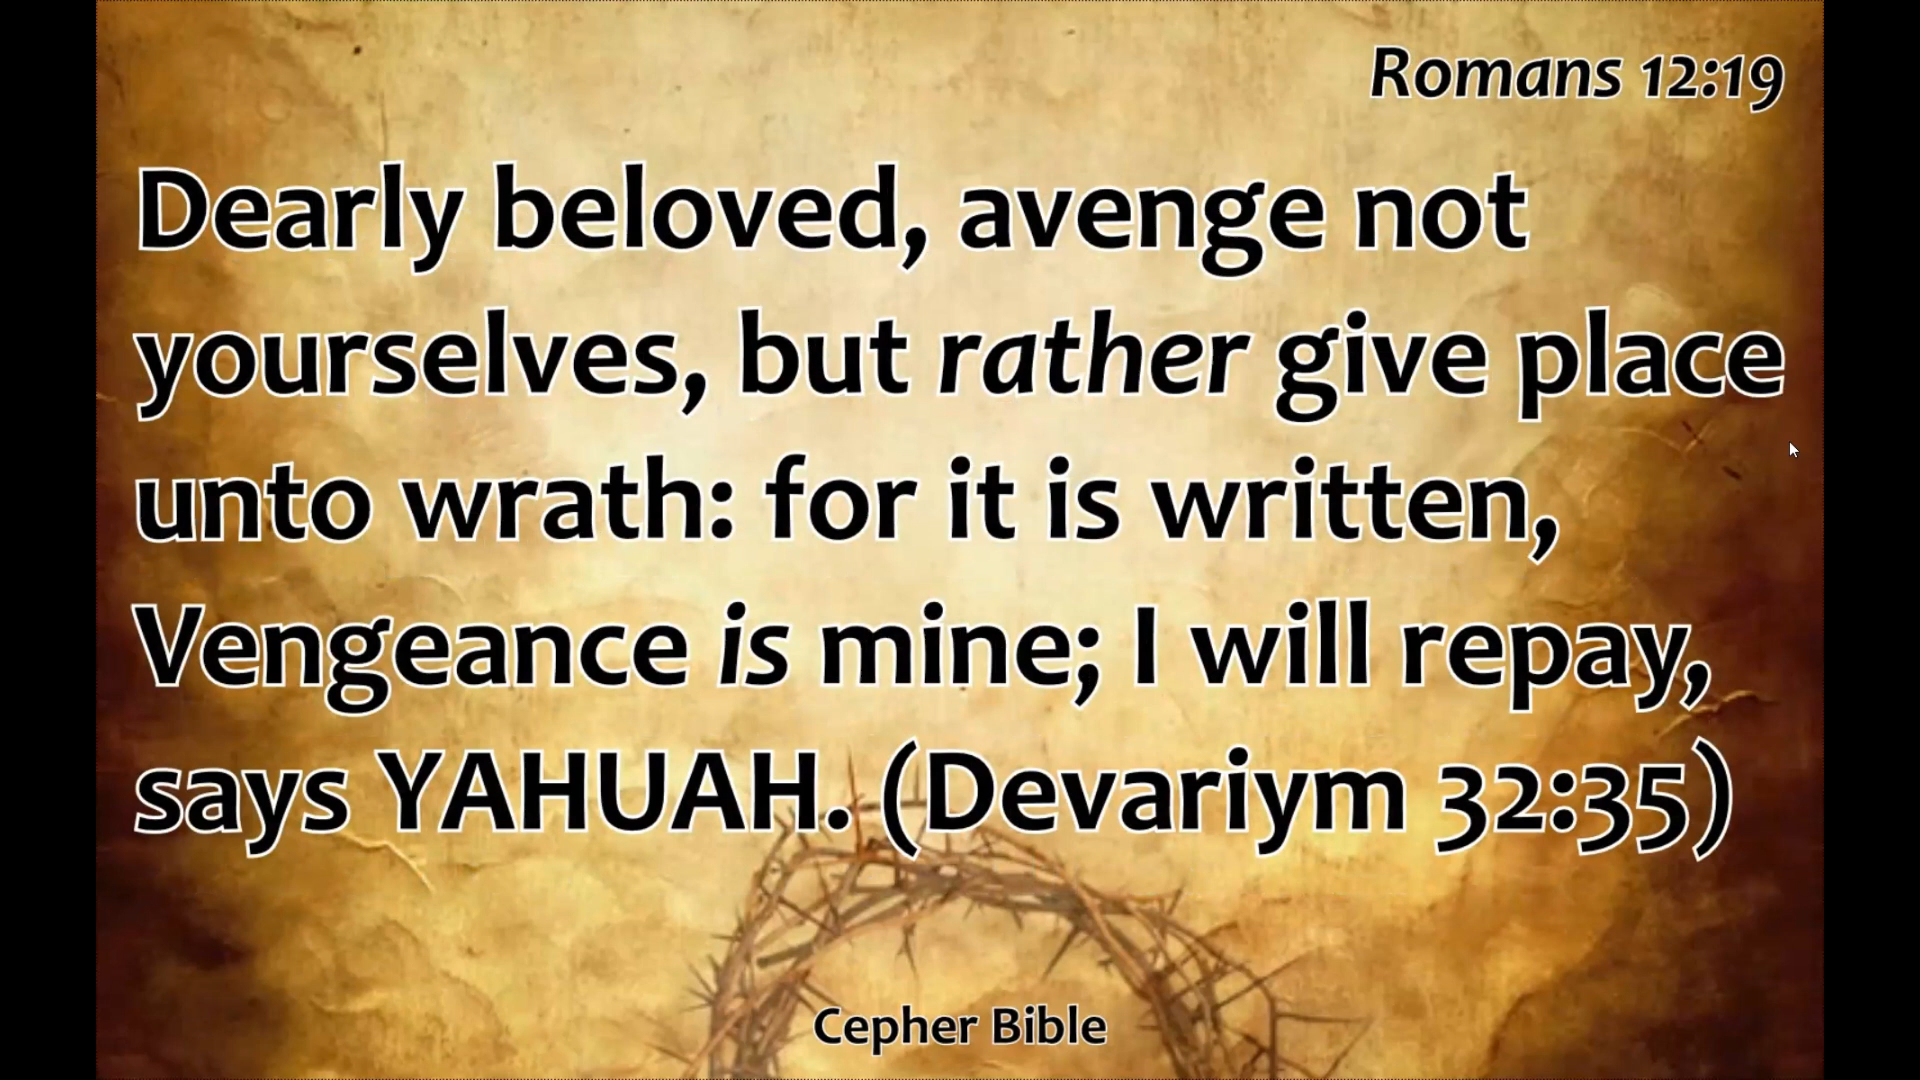 Romans 12:19
Dearly beloved, avenge not
yourselves, but rather give place
unto wrath: for it is written,
Vengeance is mine; I will repay,
says YAHUAH. (Devariym 32:35)
Cepher Bible